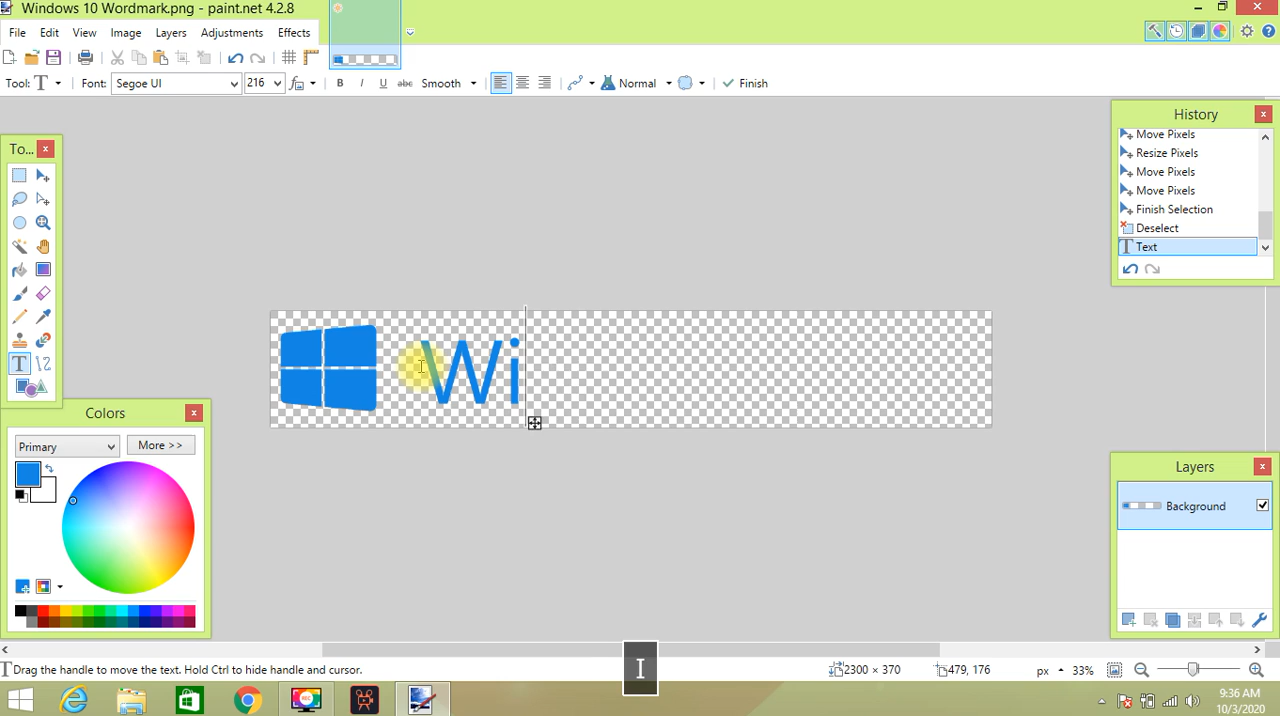 Windows 10 Wordmark.png - paint.net 4.2.8
File Edit View Image Layers Adjustments Effects
Tool: T Font: Segoe UI 216 B I U abc Smooth Normal Finish
History
Move Pixels
Resize Pixels
Move Pixels
Move Pixels
Finish Selection
Deselect
Text
To...
Wi
Colors
Primary
More >>
Layers
Background
I
Drag the handle to move the text. Hold Ctrl to hide handle and cursor.
2300 × 370
479, 176
px
33%
9:36 AM
10/3/2020